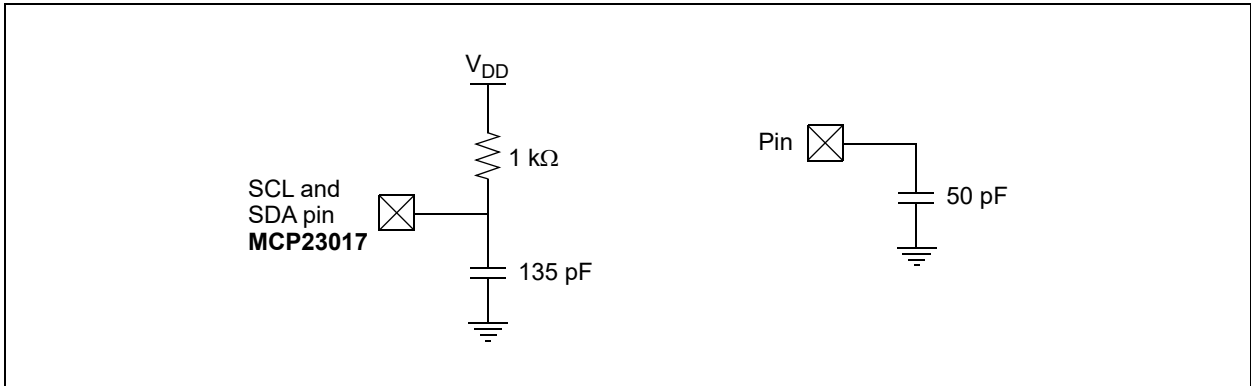 VDD
1 kΩ
SCL and
SDA pin
MCP23017
135 pF
Pin
50 pF